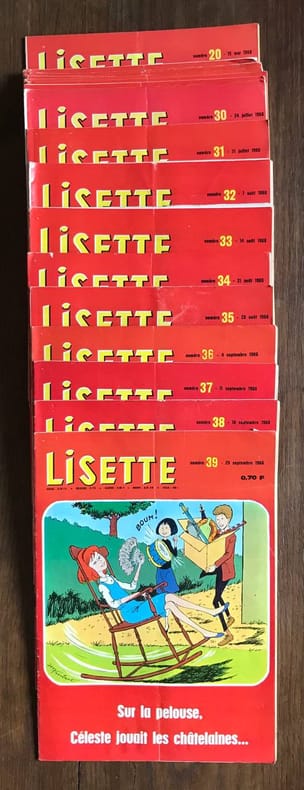 numéro 20 - 15 mai 1968
LISETTE
numéro 30 - 24 juillet 1968
LISETTE
numéro 31 - 31 juillet 1968
LISETTE
numéro 32 - 7 août 1968
LISETTE
numéro 33 - 14 août 1968
LISETTE
numéro 34 - 21 août 1968
LISETTE
numéro 35 - 28 août 1968
LISETTE
numéro 36 - 4 septembre 1968
LISETTE
numéro 37 - 11 septembre 1968
LISETTE
numéro 38 - 18 septembre 1968
LISETTE
LISETTE
numéro 39 - 25 septembre 1968
0,70 F
BOUM!
Sur la pelouse,
Céleste jouait les châtelaines...